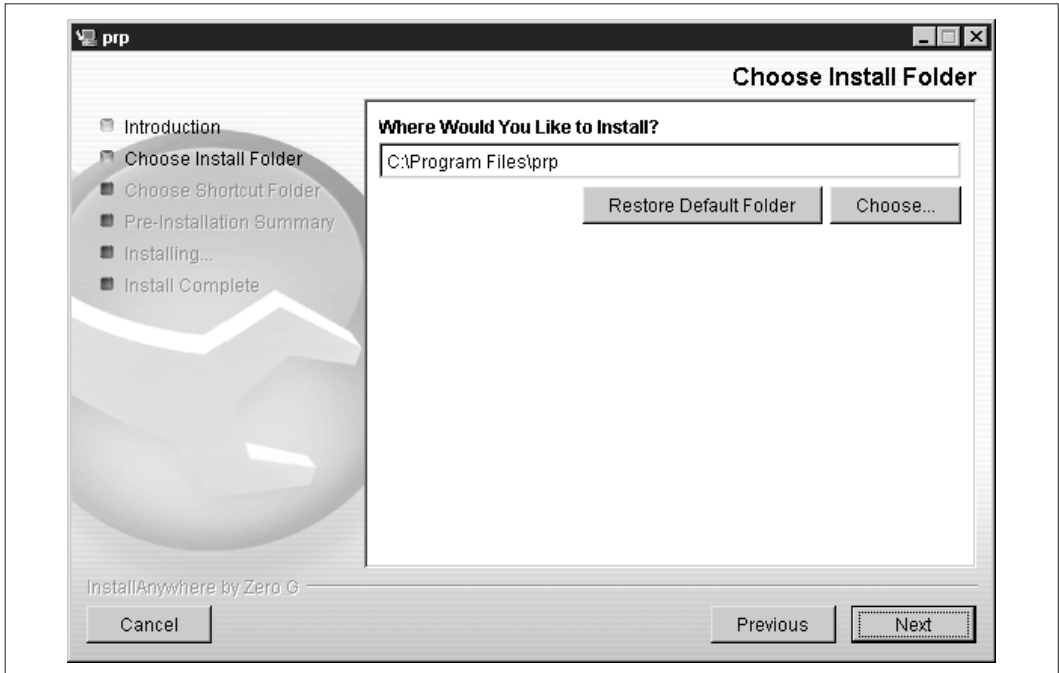 prp
Choose Install Folder
Introduction
Choose Install Folder
Choose Shortcut Folder
Pre-Installation Summary
Installing...
Install Complete
Where Would You Like to Install?
C:\Program Files\prp
Restore Default Folder
Choose...
InstallAnywhere by Zero G
Cancel
Previous
Next